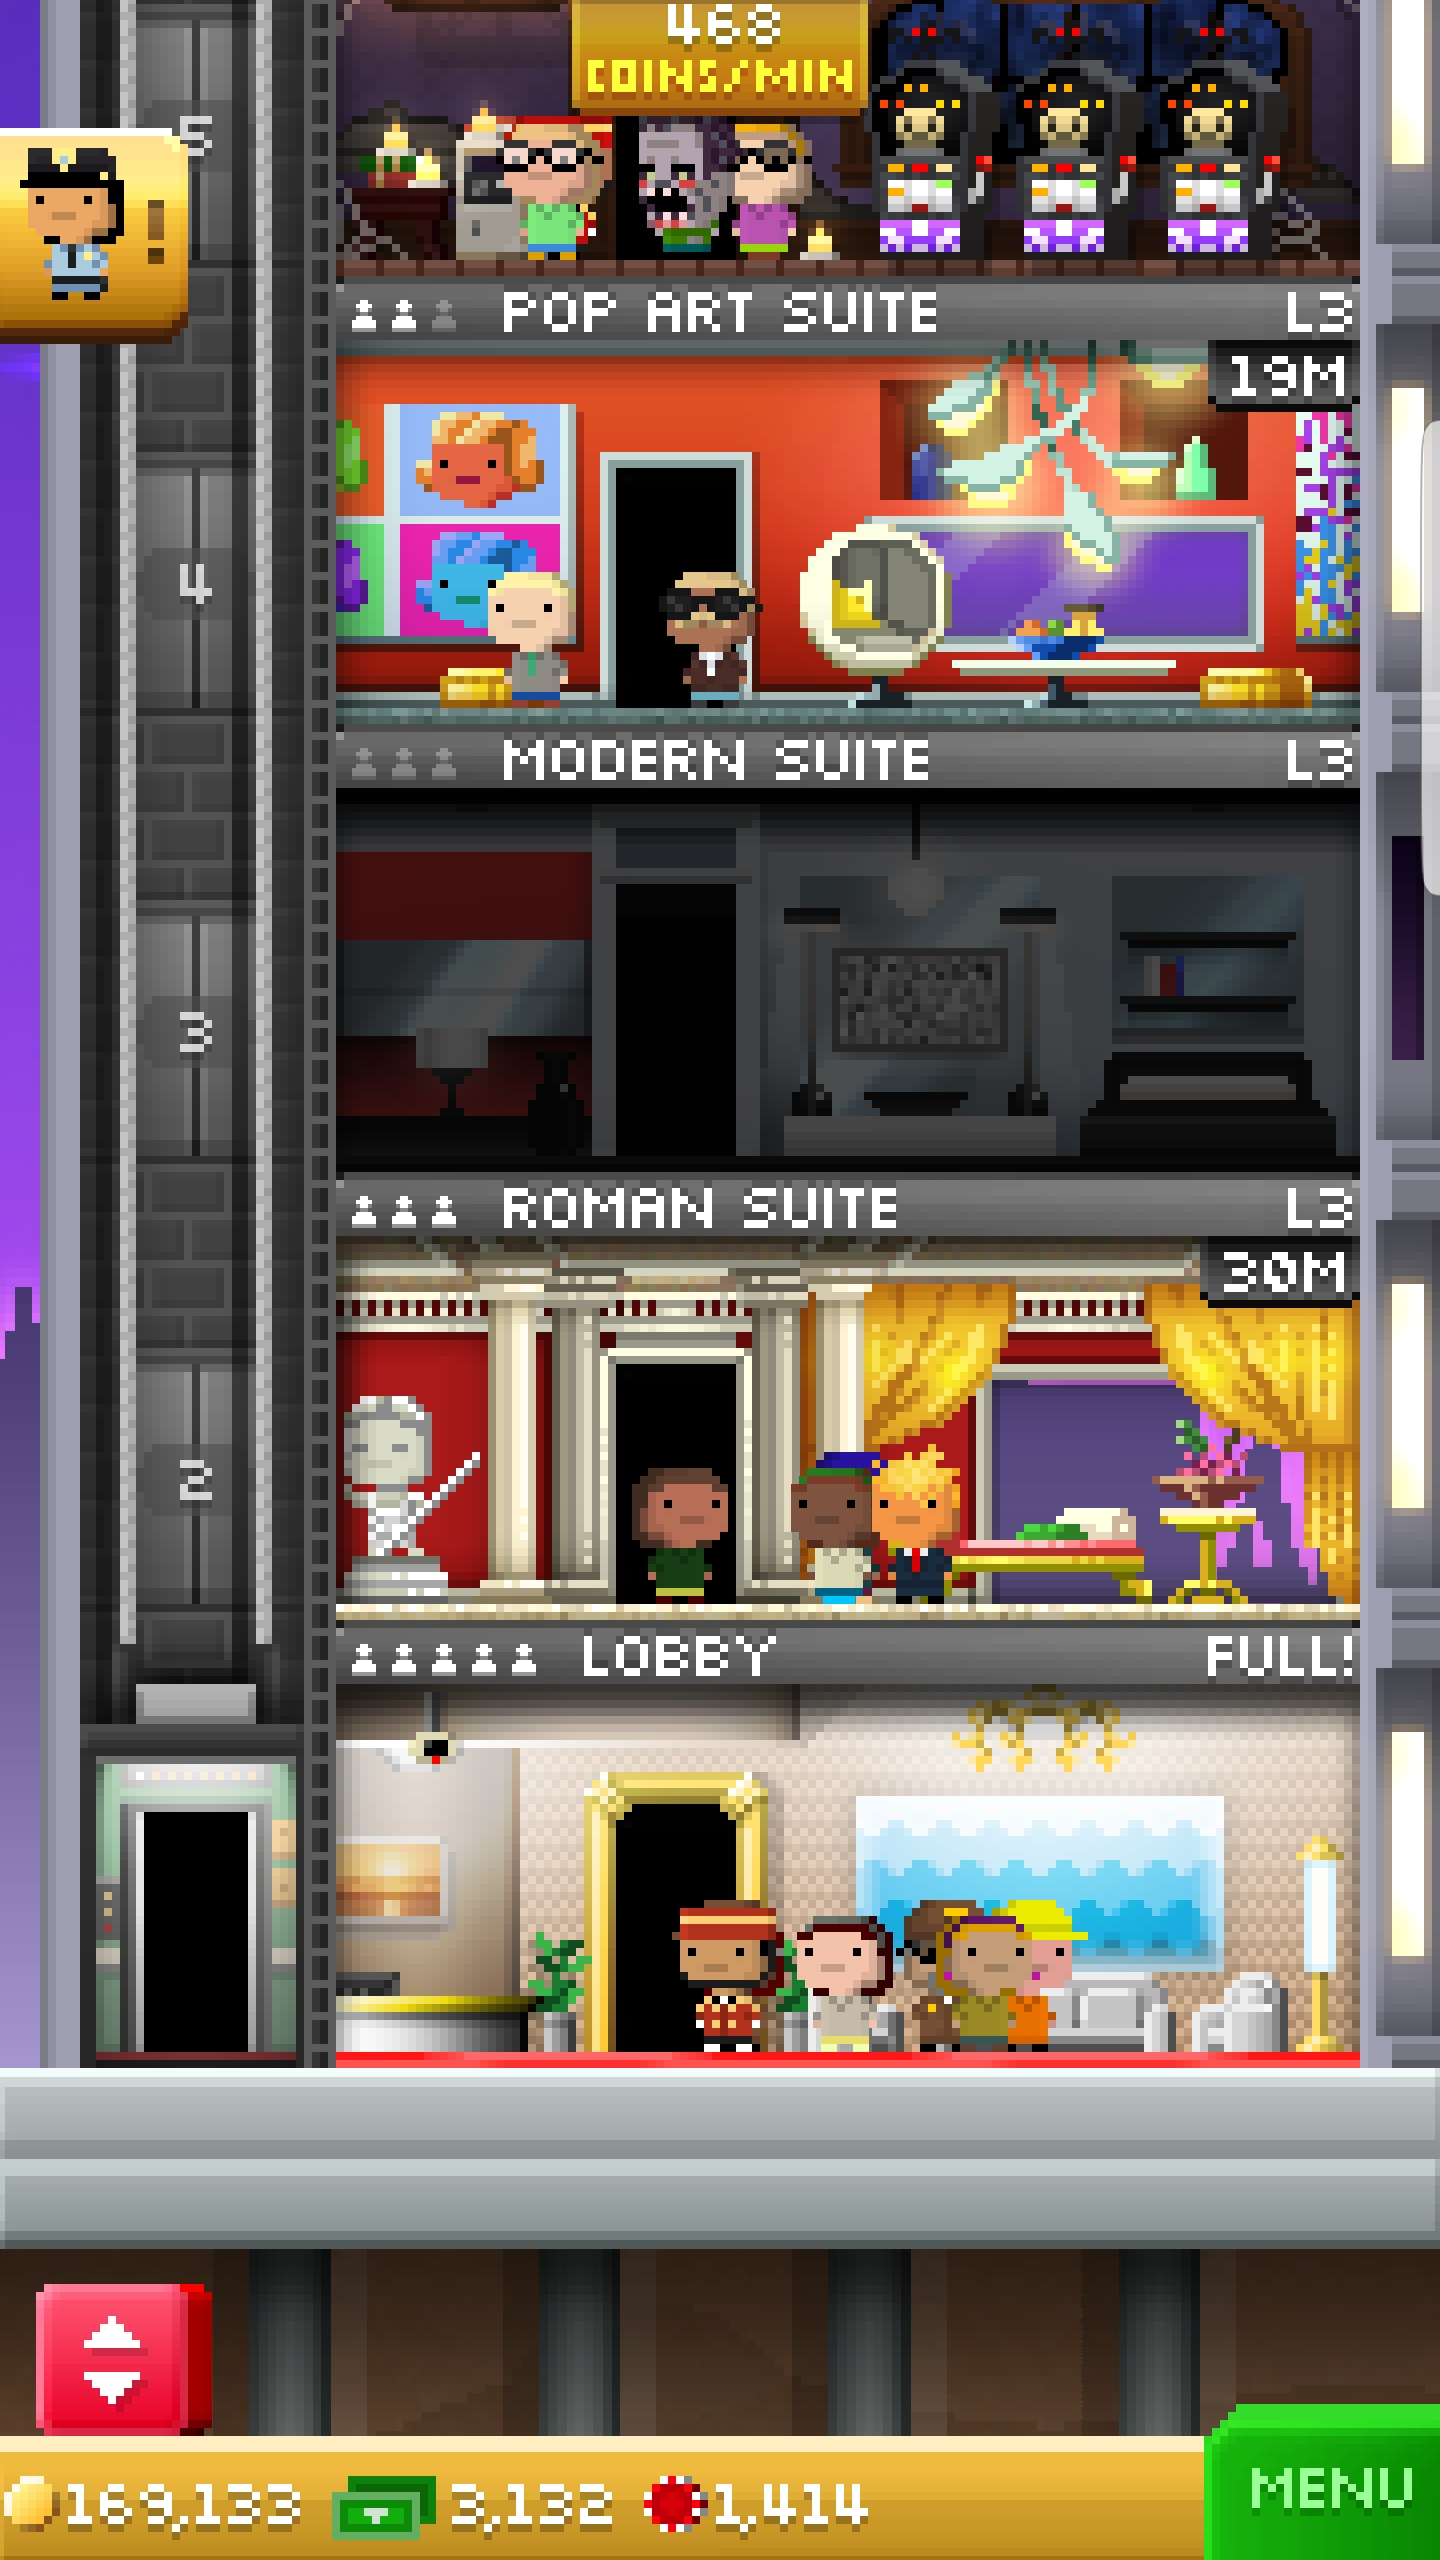 468
COINS/MIN
5
!
POP ART SUITE L3
19M
4
MODERN SUITE L3
3
ROMAN SUITE L3
30M
2
LOBBY FULL!
169,133 3,132 1,414
MENU